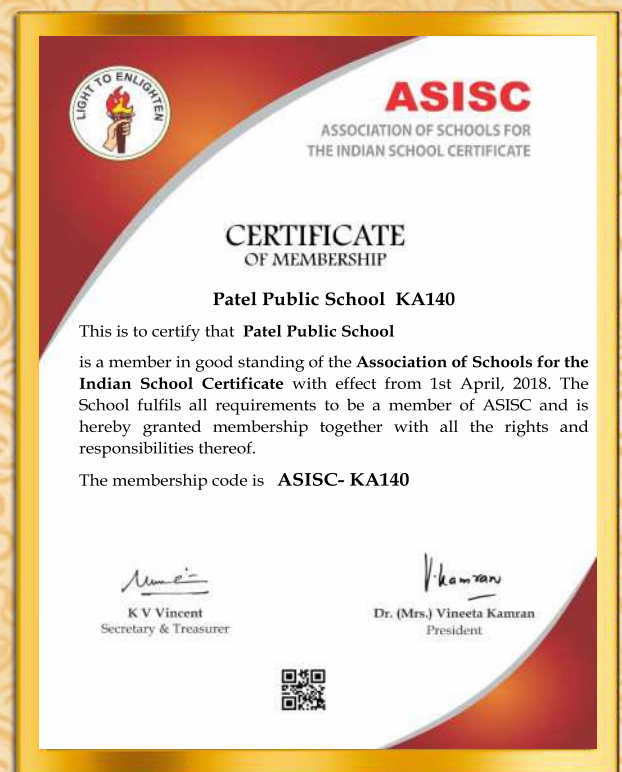 LIGHT TO ENLIGHTEN
ASISC
ASSOCIATION OF SCHOOLS FOR
THE INDIAN SCHOOL CERTIFICATE
CERTIFICATE
OF MEMBERSHIP
Patel Public School KA140
This is to certify that Patel Public School
is a member in good standing of the Association of Schools for the
Indian School Certificate with effect from 1st April, 2018. The
School fulfils all requirements to be a member of ASISC and is
hereby granted membership together with all the rights and
responsibilities thereof.
The membership code is ASISC- KA140
V. Kamran
K V Vincent
Secretary & Treasurer
Dr. (Mrs.) Vineeta Kamran
President